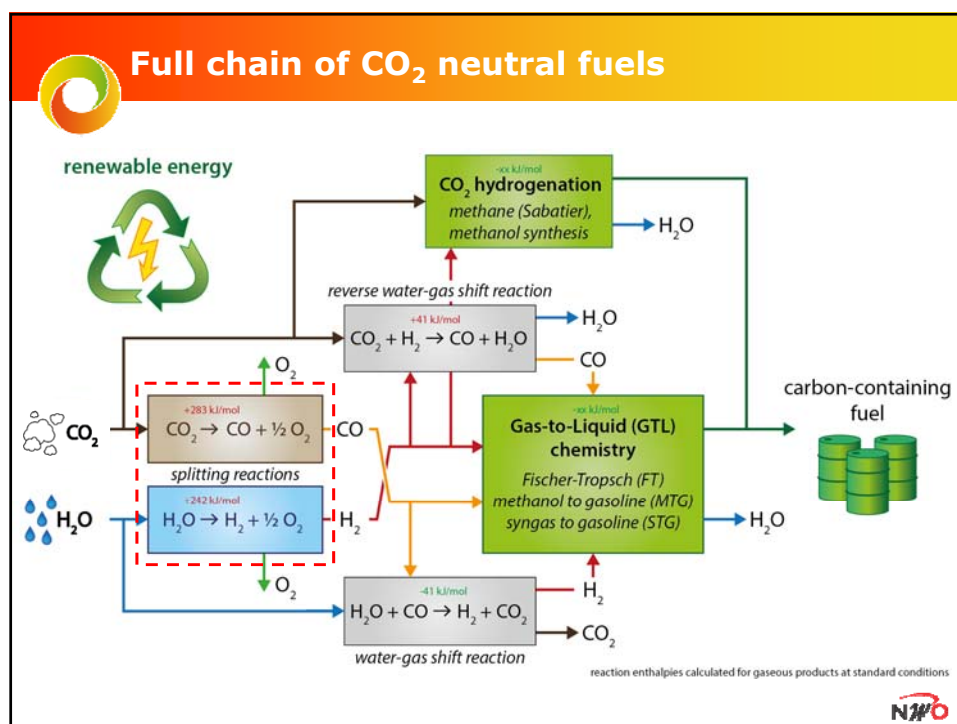 Full chain of CO₂ neutral fuels
renewable energy
-xx kJ/mol
CO₂ hydrogenation
methane (Sabatier),
methanol synthesis
H₂O
reverse water-gas shift reaction
+41 kJ/mol
CO₂ + H₂ → CO + H₂O
H₂O
CO
O₂
carbon-containing
fuel
CO₂
+283 kJ/mol
CO₂ → CO + ½ O₂
CO
splitting reactions
-xx kJ/mol
Gas-to-Liquid (GTL)
chemistry
Fischer-Tropsch (FT)
methanol to gasoline (MTG)
syngas to gasoline (STG)
H₂O
+242 kJ/mol
H₂O → H₂ + ½ O₂
H₂
H₂O
O₂
-41 kJ/mol
H₂O + CO → H₂ + CO₂
H₂
CO₂
water-gas shift reaction
reaction enthalpies calculated for gaseous products at standard conditions
NWO